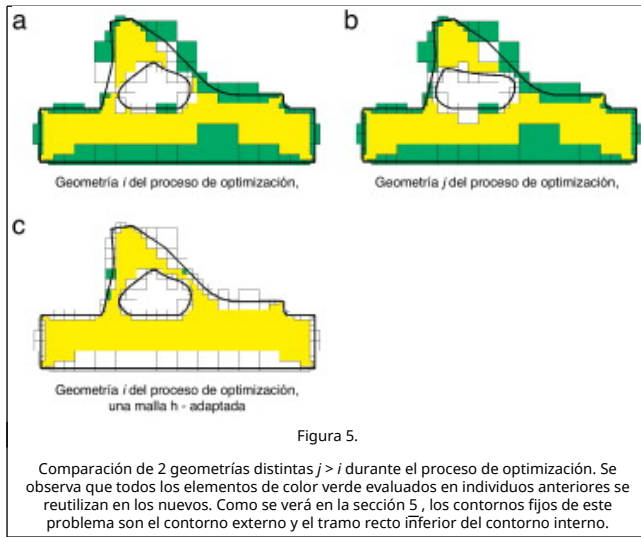 a
b
Geometría i del proceso de optimización,
Geometría j del proceso de optimización,
c
Geometría i del proceso de optimización,
una malla h - adaptada
Figura 5.
Comparación de 2 geometrías distintas j > i durante el proceso de optimización. Se
observa que todos los elementos de color verde evaluados en individuos anteriores se
reutilizan en los nuevos. Como se verá en la sección 5 , los contornos fijos de este
problema son el contorno externo y el tramo recto inferior del contorno interno.